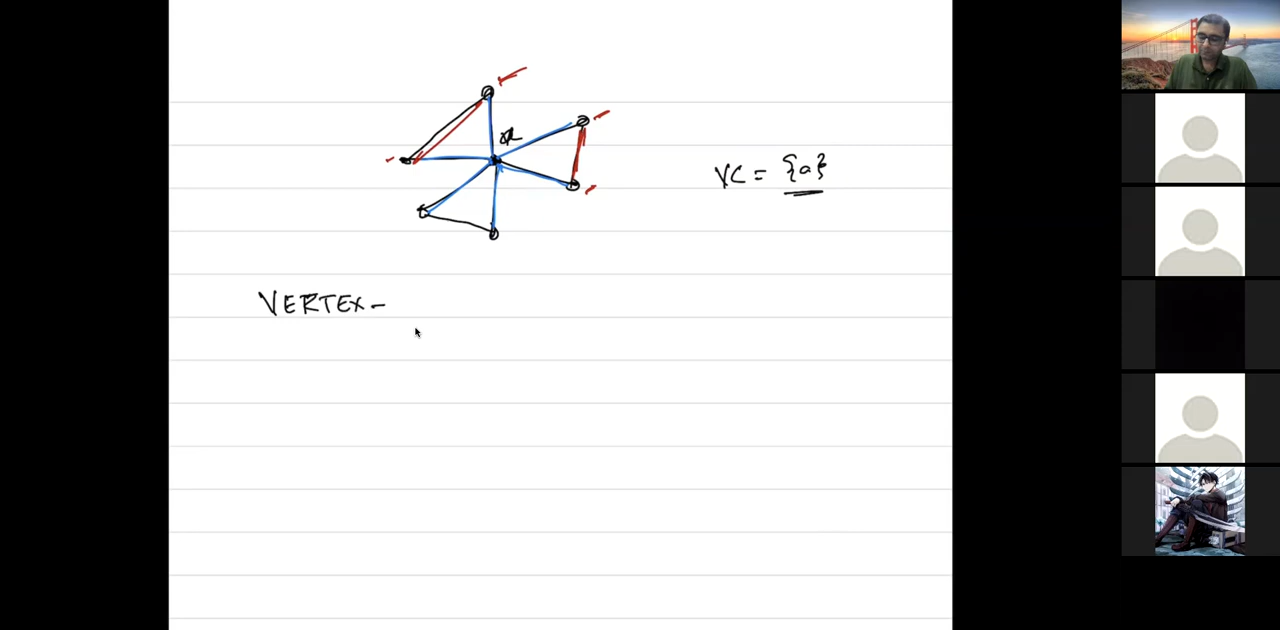 a
VC = {a}
VERTEX-